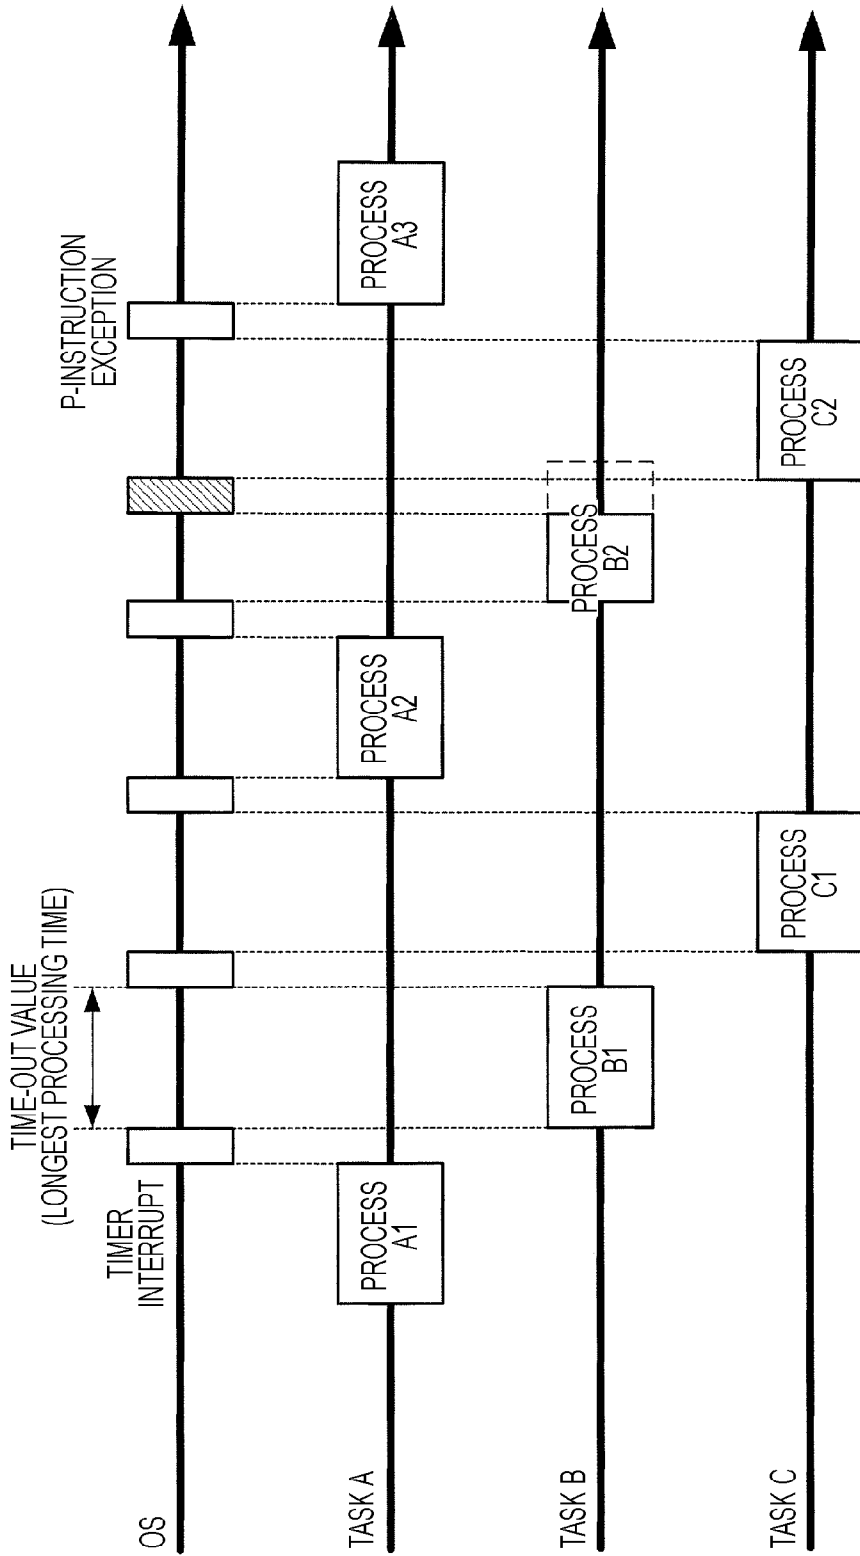 TIME-OUT VALUE
(LONGEST PROCESSING TIME)
TIMER
INTERRUPT
P-INSTRUCTION
EXCEPTION
OS
TASK A
PROCESS
A1
PROCESS
A2
PROCESS
A3
TASK B
PROCESS
B1
PROCESS
B2
TASK C
PROCESS
C1
PROCESS
C2